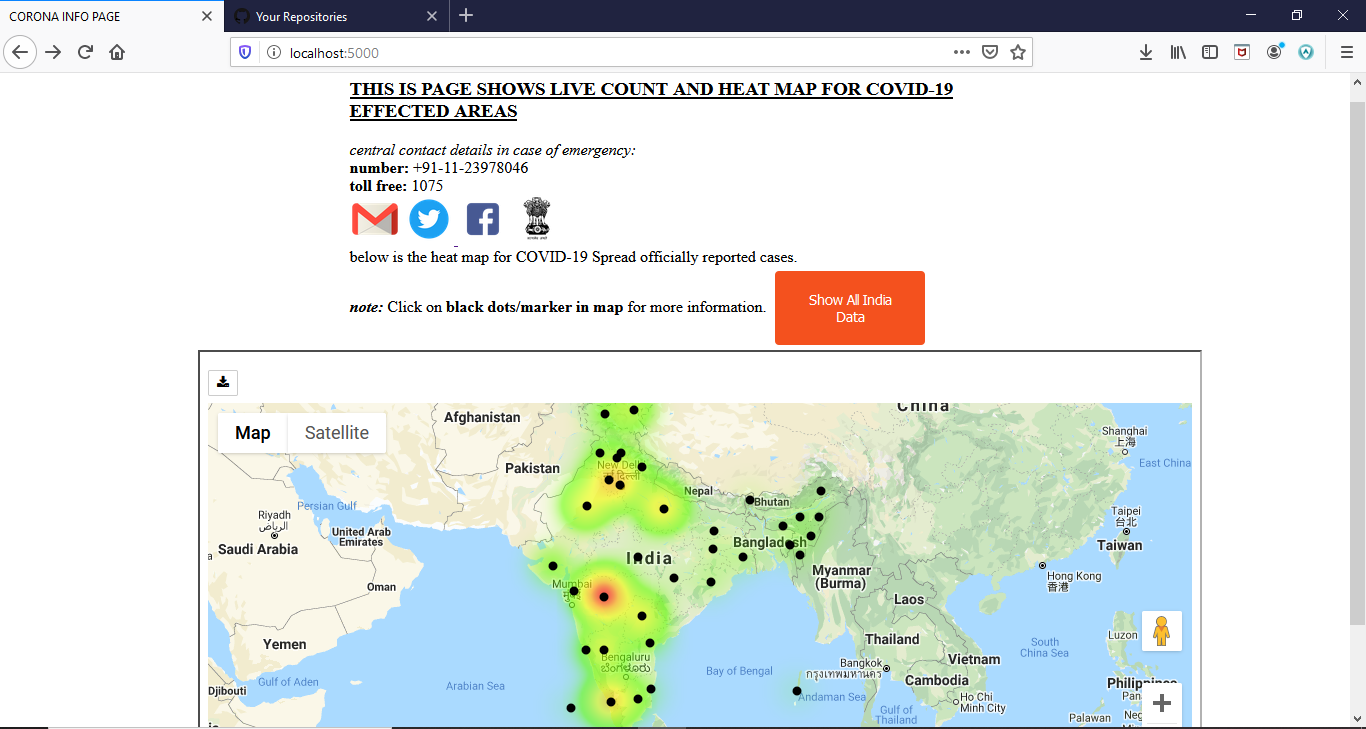 CORONA INFO PAGE
Your Repositories
localhost:5000
THIS IS PAGE SHOWS LIVE COUNT AND HEAT MAP FOR COVID-19
EFFECTED AREAS
central contact details in case of emergency:
number: +91-11-23978046
toll free: 1075
below is the heat map for COVID-19 Spread officially reported cases.
note: Click on black dots/marker in map for more information.
Show All India
Data
Map
Satellite
Afghanistan
China
Shanghai
上海
East China
Pakistan
New Delhi
Nepal
Bhutan
Persian Gulf
Riyadh
الرياض
United Arab
Emirates
Saudi Arabia
Taipei
台北
Taiwan
Bangladesh
India
Oman
Mumbai
Myanmar
(Burma)
Hong Kong
香港
Laos
Yemen
Bengaluru
ಬೆಂಗಳೂರು
Thailand
Luzon
South
China Sea
Vietnam
Bay of Bengal
Bangkok
กรุงเทพมหานคร
Cambodia
Philippines
Gulf of Aden
Arabian Sea
Djibouti
Andaman Sea
Ho Chi
Minh City
Gulf of
Thailand
Palawan
Pan
Neg